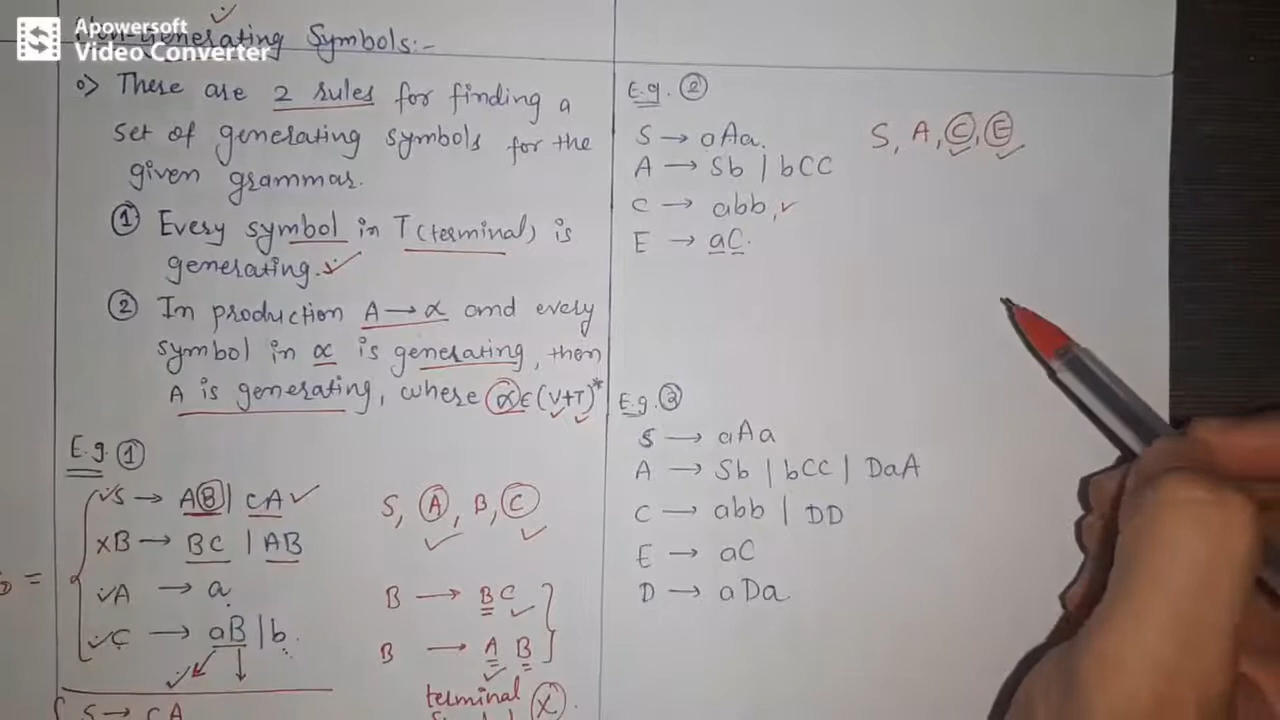 Apowersoft
Video Converter
Non-Generating Symbols:-
o> There are 2 rules for finding a
set of generating symbols for the
given grammar.
① Every symbol in T (terminal) is
generating.
② In production A → α and every
symbol in α is generating, then
A is generating, where α ∈ (V+T)*
E.g. ①
S → AB | CA
B → BC | AB
A → a
C → aB | b.
S → CA
S, A, B, C
B → BC
B → A B
terminal
E.g. ②
S → aAa.
A → Sb | bCC
C → abb,
E → aC.
S, A, C, E
E.g. ③
S → aAa
A → Sb | bCC | DaA
C → abb | DD
E → aC
D → aDa